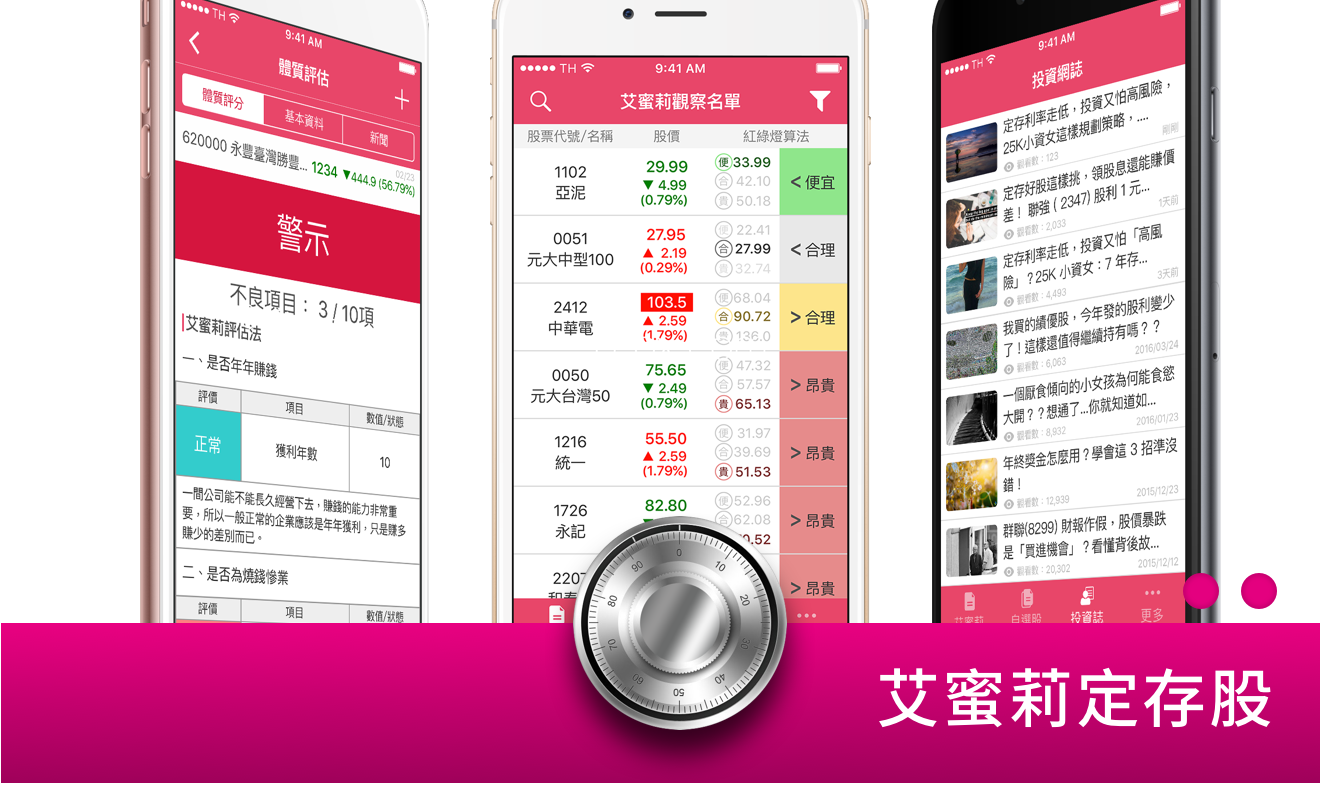 TH
9:41 AM
體質評估
體質評分
基本資料
新聞
620000 永豐臺灣勝豐... 1234 ▼444.9 (56.79%)
02/23
警示
不良項目： 3 / 10項
艾蜜莉評估法
一、是否年年賺錢
評價 項目 數值/狀態
正常 獲利年數 10
一間公司能不能長久經營下去，賺錢的能力非常重
要，所以一般正常的企業應該是年年獲利，只是賺多
賺少的差別而已。
二、是否為燒錢慘業
評價 項目 數值/狀態
TH 9:41 AM
艾蜜莉觀察名單
股票代號/名稱 股價 紅綠燈算法
1102
亞泥
29.99
▼ 4.99
(0.79%)
便 33.99
合 42.10
貴 50.18
< 便宜
0051
元大中型100
27.95
▲ 2.19
(0.29%)
便 22.41
合 27.99
貴 32.74
< 合理
2412
中華電
103.5
▲ 2.59
(1.79%)
便 68.04
合 90.72
貴 136.0
> 合理
0050
元大台灣50
75.65
▼ 2.49
(0.79%)
便 47.32
合 57.57
貴 65.13
> 昂貴
1216
統一
55.50
▲ 2.59
(1.79%)
便 31.97
合 39.69
貴 51.53
> 昂貴
1726
永記
82.80
便 52.96
合 62.08
0.52
> 昂貴
2207
> 昂貴
0 10 20 30 40 50 60 70 80 90
TH
9:41 AM
投資網誌
定存利率走低，投資又怕高風險，
25K小資女這樣規劃策略，....
觀看數：123
剛剛
定存好股這樣挑，領股息還能賺價
差！ 聯強 ( 2347) 股利 1 元...
觀看數：2,033
1天前
定存利率走低，投資又怕「高風
險」？25K 小資女：7 年存...
觀看數：4,493
3天前
我買的績優股，今年發的股利變少
了！這樣還值得繼續持有嗎？？
觀看數：6,063
2016/03/24
一個厭食傾向的小女孩為何能食慾
大開？？想通了...你就知道如...
觀看數：8,932
2016/01/23
年終獎金怎麼用？學會這 3 招準沒
錯！
觀看數：12,939
2015/12/23
群聯(8299) 財報作假，股價暴跌
是「買進機會」？看懂背後故...
觀看數：20,302
2015/12/12
艾蜜莉 自選股 投資誌 更多
艾蜜莉定存股